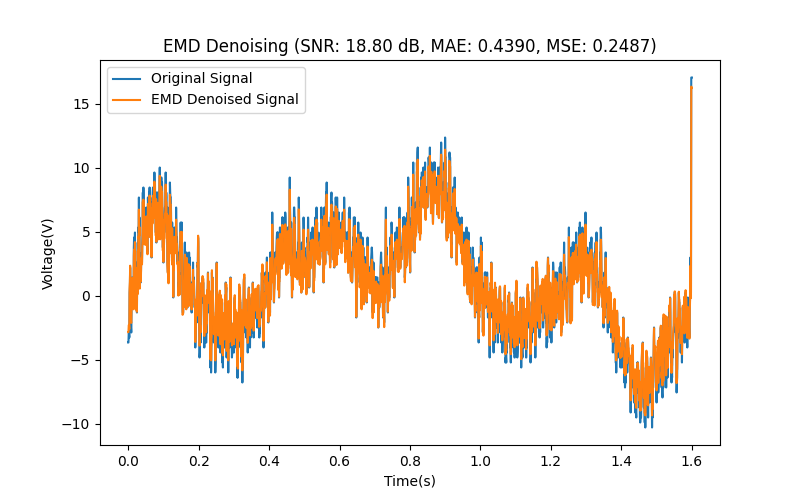 EMD Denoising (SNR: 18.80 dB, MAE: 0.4390, MSE: 0.2487)
Original Signal
EMD Denoised Signal
Voltage(V)
15
10
5
0
−5
−10
0.0 0.2 0.4 0.6 0.8 1.0 1.2 1.4 1.6
Time(s)